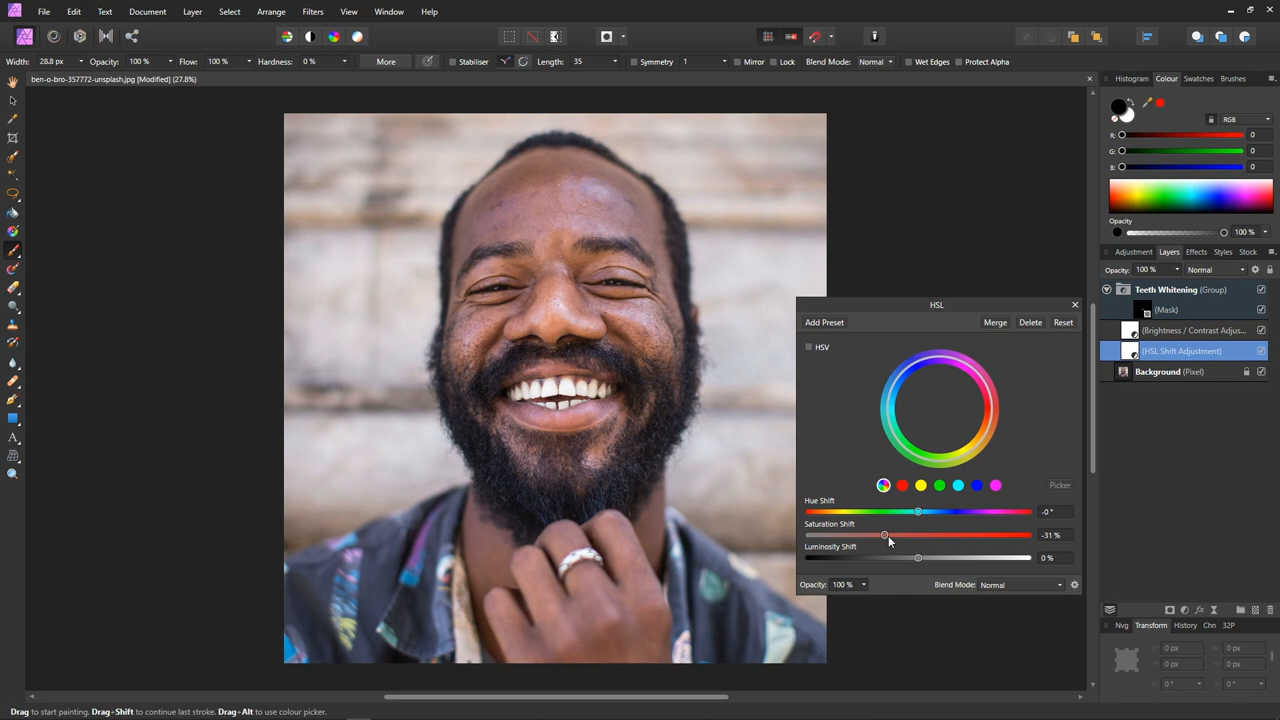 File Edit Text Document Layer Select Arrange Filters View Window Help
Width: 28.8 px Opacity: 100 % Flow: 100 % Hardness: 0 % More Stabiliser Length: 35 Symmetry 1 Mirror Lock Blend Mode: Normal Wet Edges Protect Alpha
ben-o-bro-357772-unsplash.jpg [Modified] (27.8%)
Histogram Colour Swatches Brushes
RGB
R: 0
G: 0
B: 0
Opacity
100 %
Adjustment Layers Effects Styles Stock
Opacity: 100 % Normal
Teeth Whitening (Group)
(Mask)
(Brightness / Contrast Adjus...
(HSL Shift Adjustment)
Background (Pixel)
HSL
Add Preset Merge Delete Reset
HSV
Picker
Hue Shift
-0 °
Saturation Shift
-31 %
Luminosity Shift
0 %
Opacity: 100 % Blend Mode: Normal
fx
Nvg Transform History Chn 32P
X: 0 px W: 0 px
Y: 0 px H: 0 px
R: 0 ° S: 0 °
Drag to start painting. Drag+Shift to continue last stroke. Drag+Alt to use colour picker.